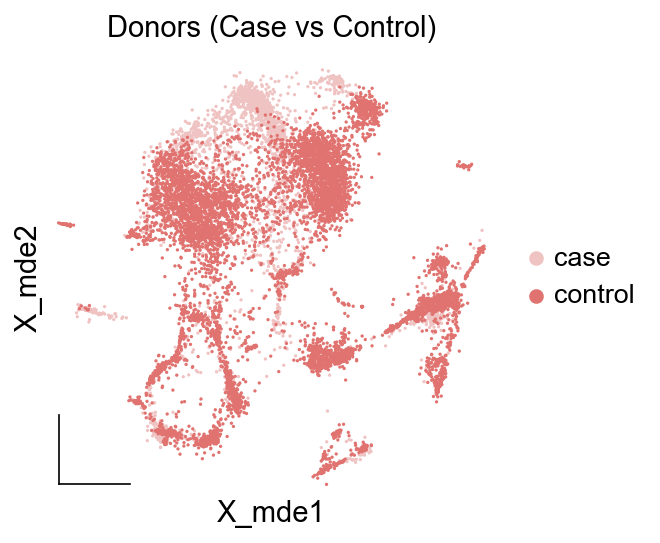 Donors (Case vs Control)
X_mde2
case
control
X_mde1